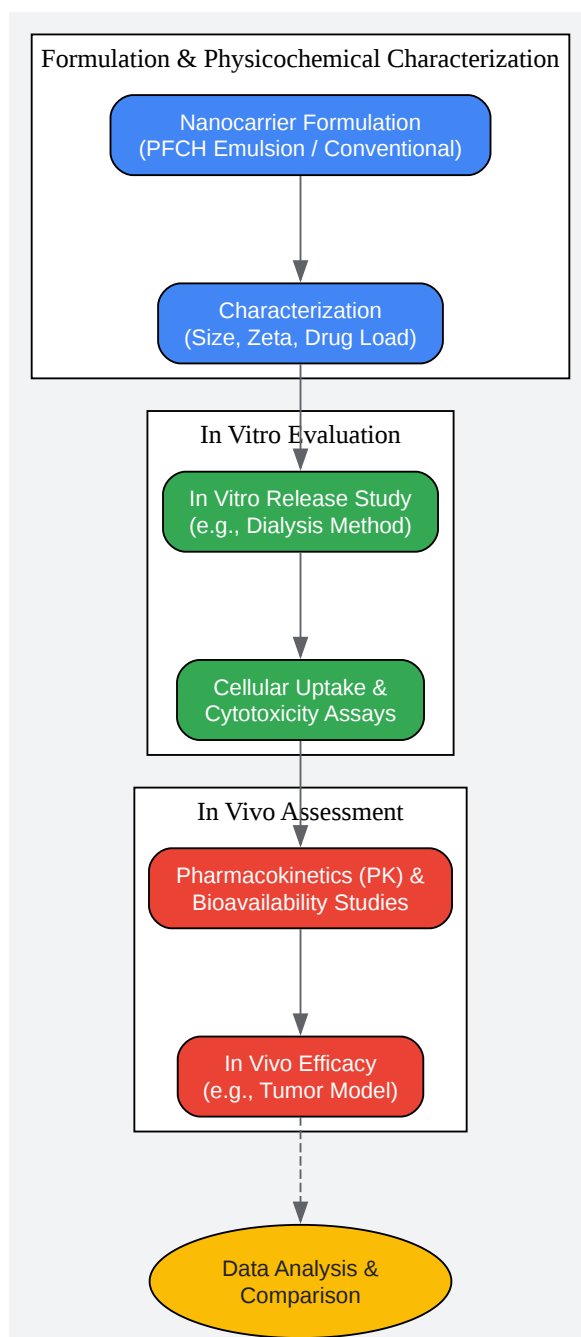 Formulation & Physicochemical Characterization
Nanocarrier Formulation
(PFCH Emulsion / Conventional)
Characterization
(Size, Zeta, Drug Load)
In Vitro Evaluation
In Vitro Release Study
(e.g., Dialysis Method)
Cellular Uptake &
Cytotoxicity Assays
In Vivo Assessment
Pharmacokinetics (PK) &
Bioavailability Studies
In Vivo Efficacy
(e.g., Tumor Model)
Data Analysis &
Comparison